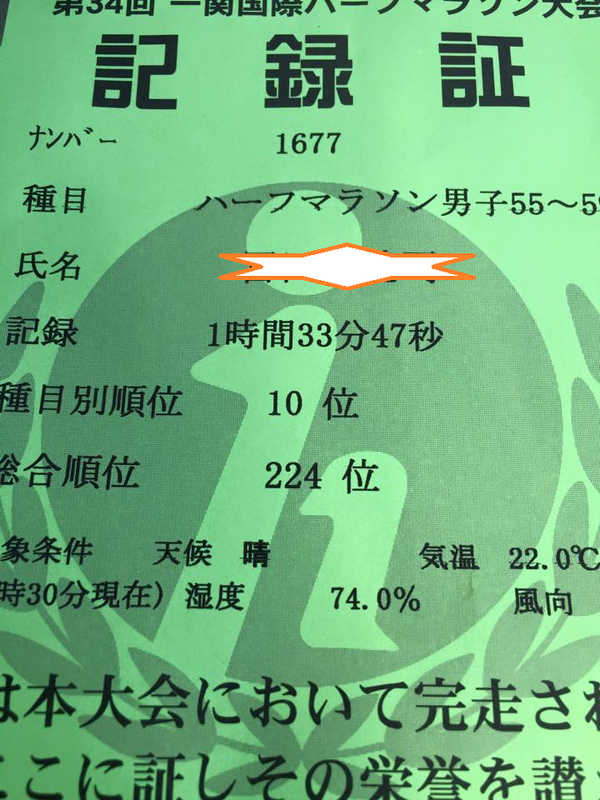 第34回 一関国際ハーフマラソン大会
記録証
ﾅﾝﾊﾞｰ 1677
種目 ハーフマラソン男子55〜59
氏名
記録 1時間33分47秒
種目別順位 10 位
総合順位 224 位
象条件 天候 晴 気温 22.0℃
時30分現在) 湿度 74.0% 風向
は本大会において完走され
ここに証しその栄誉を讃え